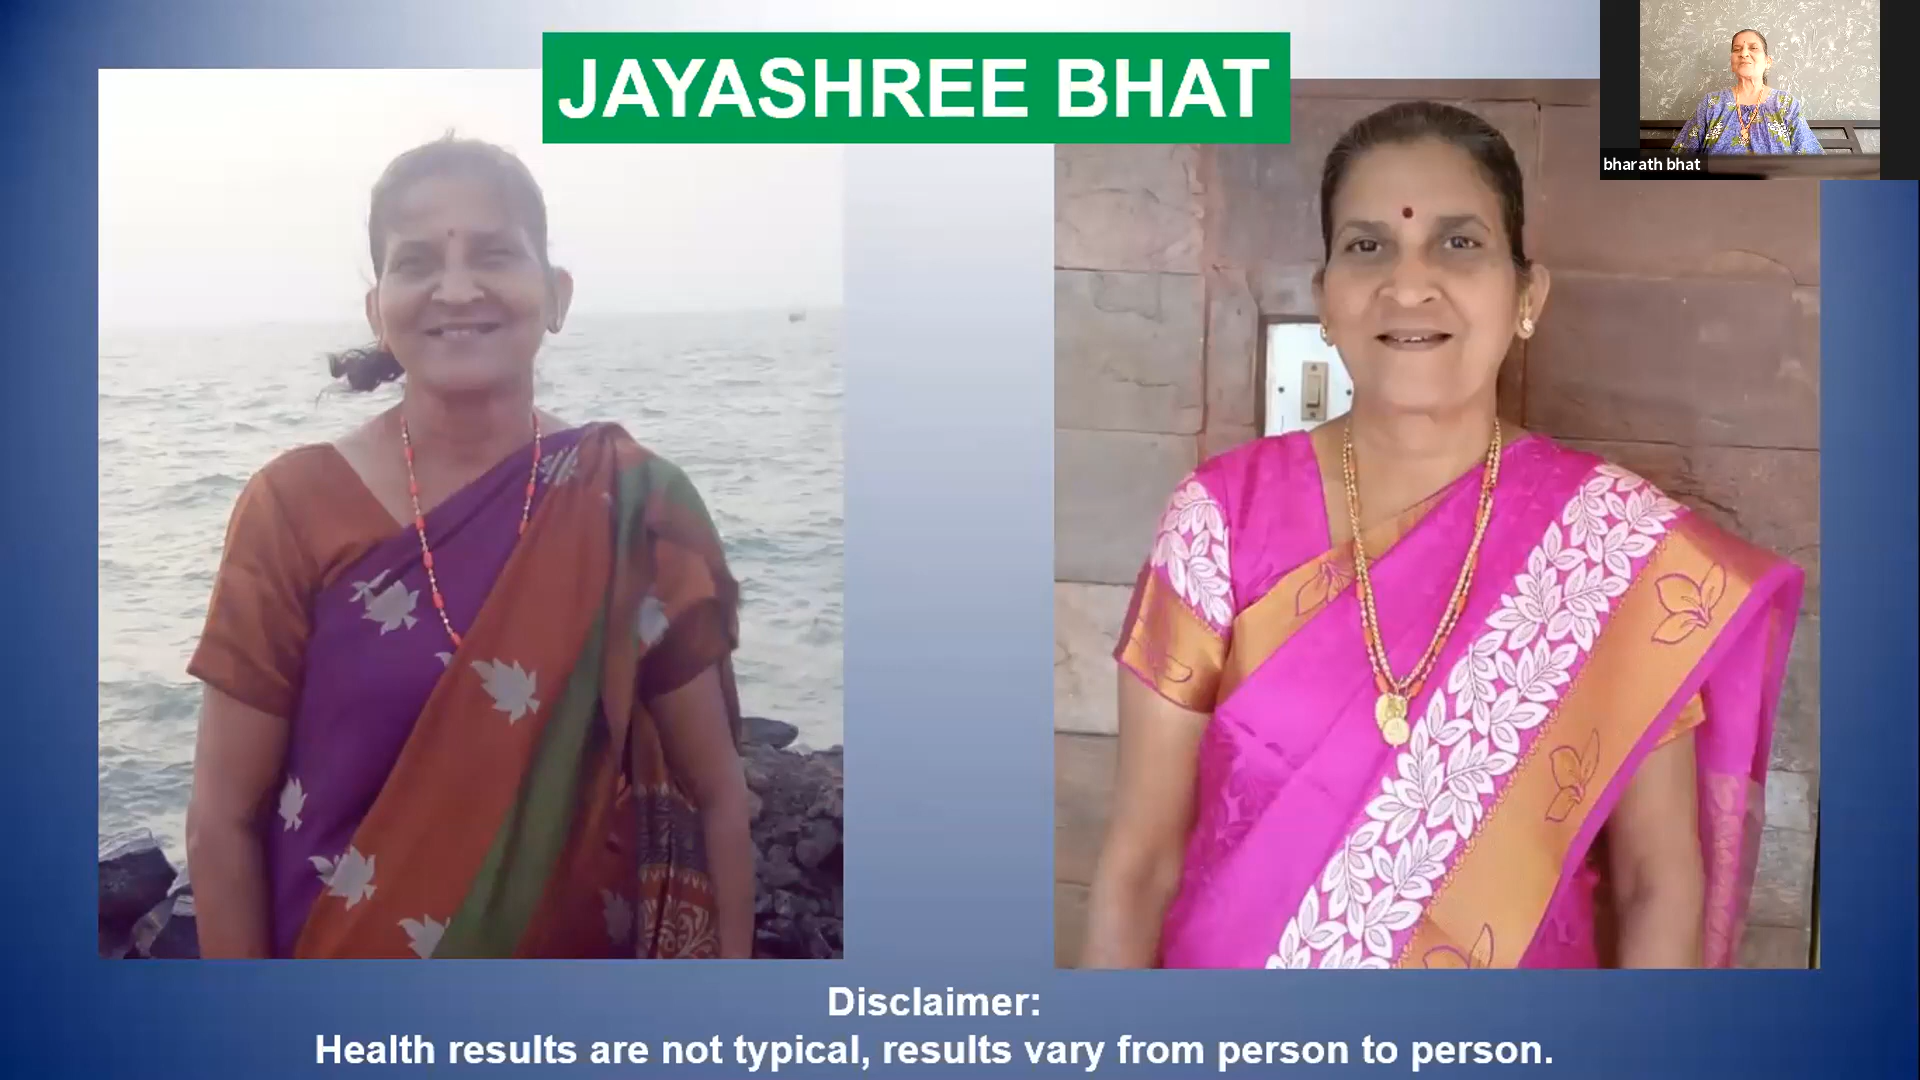 JAYASHREE BHAT
bharath bhat
Disclaimer:
Health results are not typical, results vary from person to person.